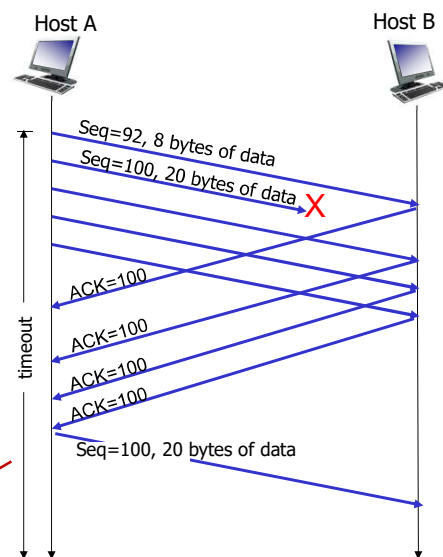 Host A
Host B
Seq=92, 8 bytes of data
Seq=100, 20 bytes of data
X
ACK=100
ACK=100
ACK=100
ACK=100
timeout
Seq=100, 20 bytes of data